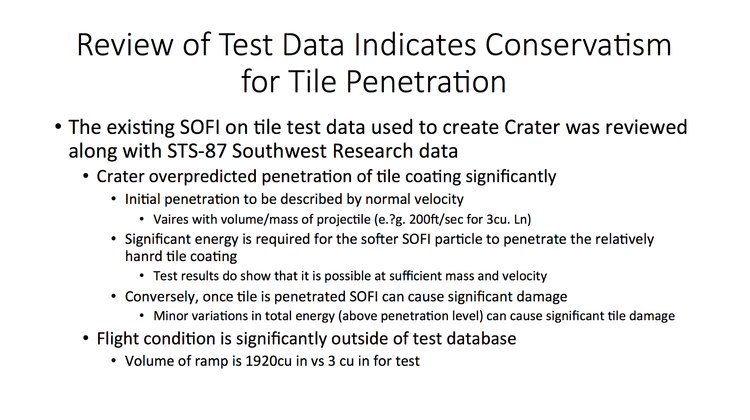 Review of Test Data Indicates Conservatism
for Tile Penetration
• The existing SOFI on tile test data used to create Crater was reviewed
along with STS-87 Southwest Research data
• Crater overpredicted penetration of tile coating significantly
• Initial penetration to be described by normal velocity
• Vaires with volume/mass of projectile (e.?g. 200ft/sec for 3cu. Ln)
• Significant energy is required for the softer SOFI particle to penetrate the relatively
hanrd tile coating
• Test results do show that it is possible at sufficient mass and velocity
• Conversely, once tile is penetrated SOFI can cause significant damage
• Minor variations in total energy (above penetration level) can cause significant tile damage
• Flight condition is significantly outside of test database
• Volume of ramp is 1920cu in vs 3 cu in for test